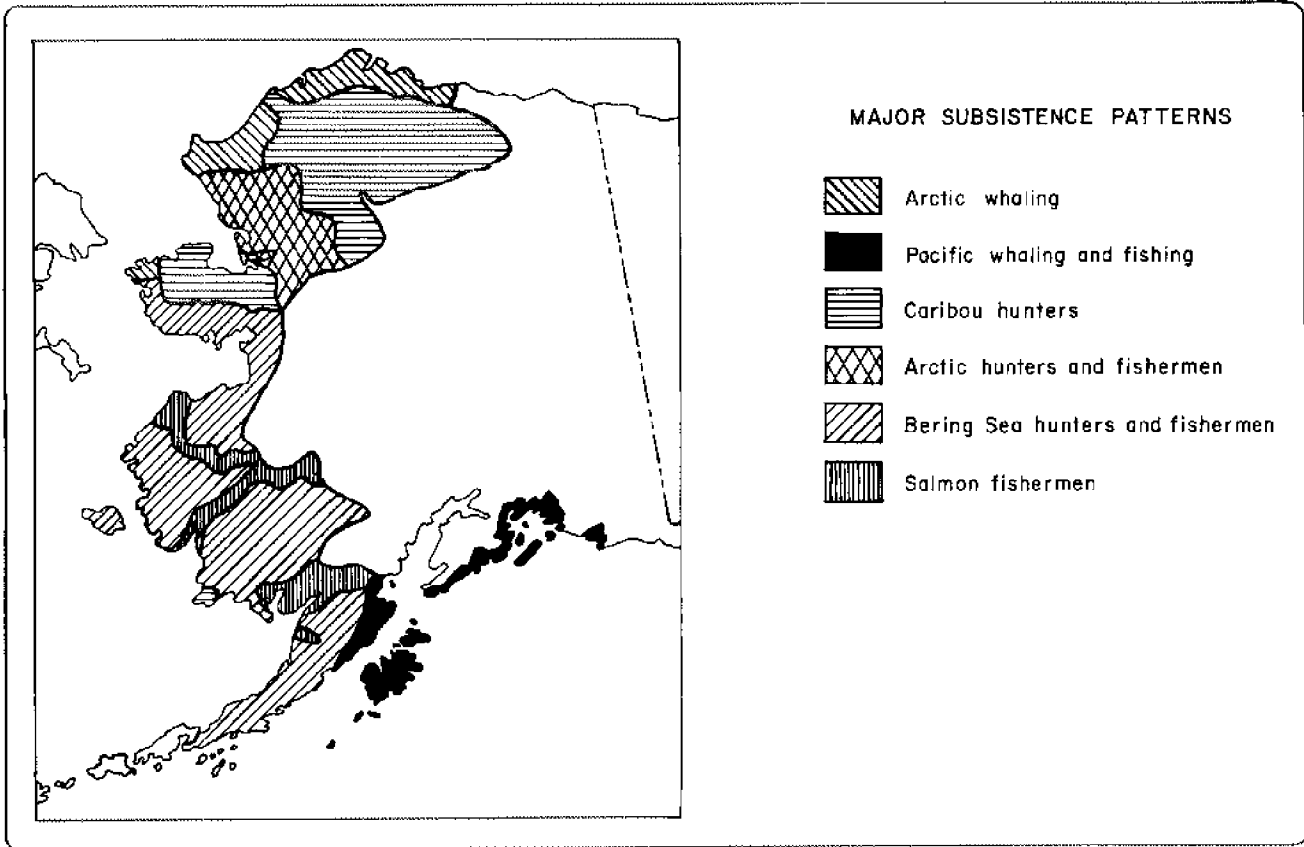 MAJOR SUBSISTENCE PATTERNS
Arctic whaling
Pacific whaling and fishing
Caribou hunters
Arctic hunters and fishermen
Bering Sea hunters and fishermen
Salmon fishermen